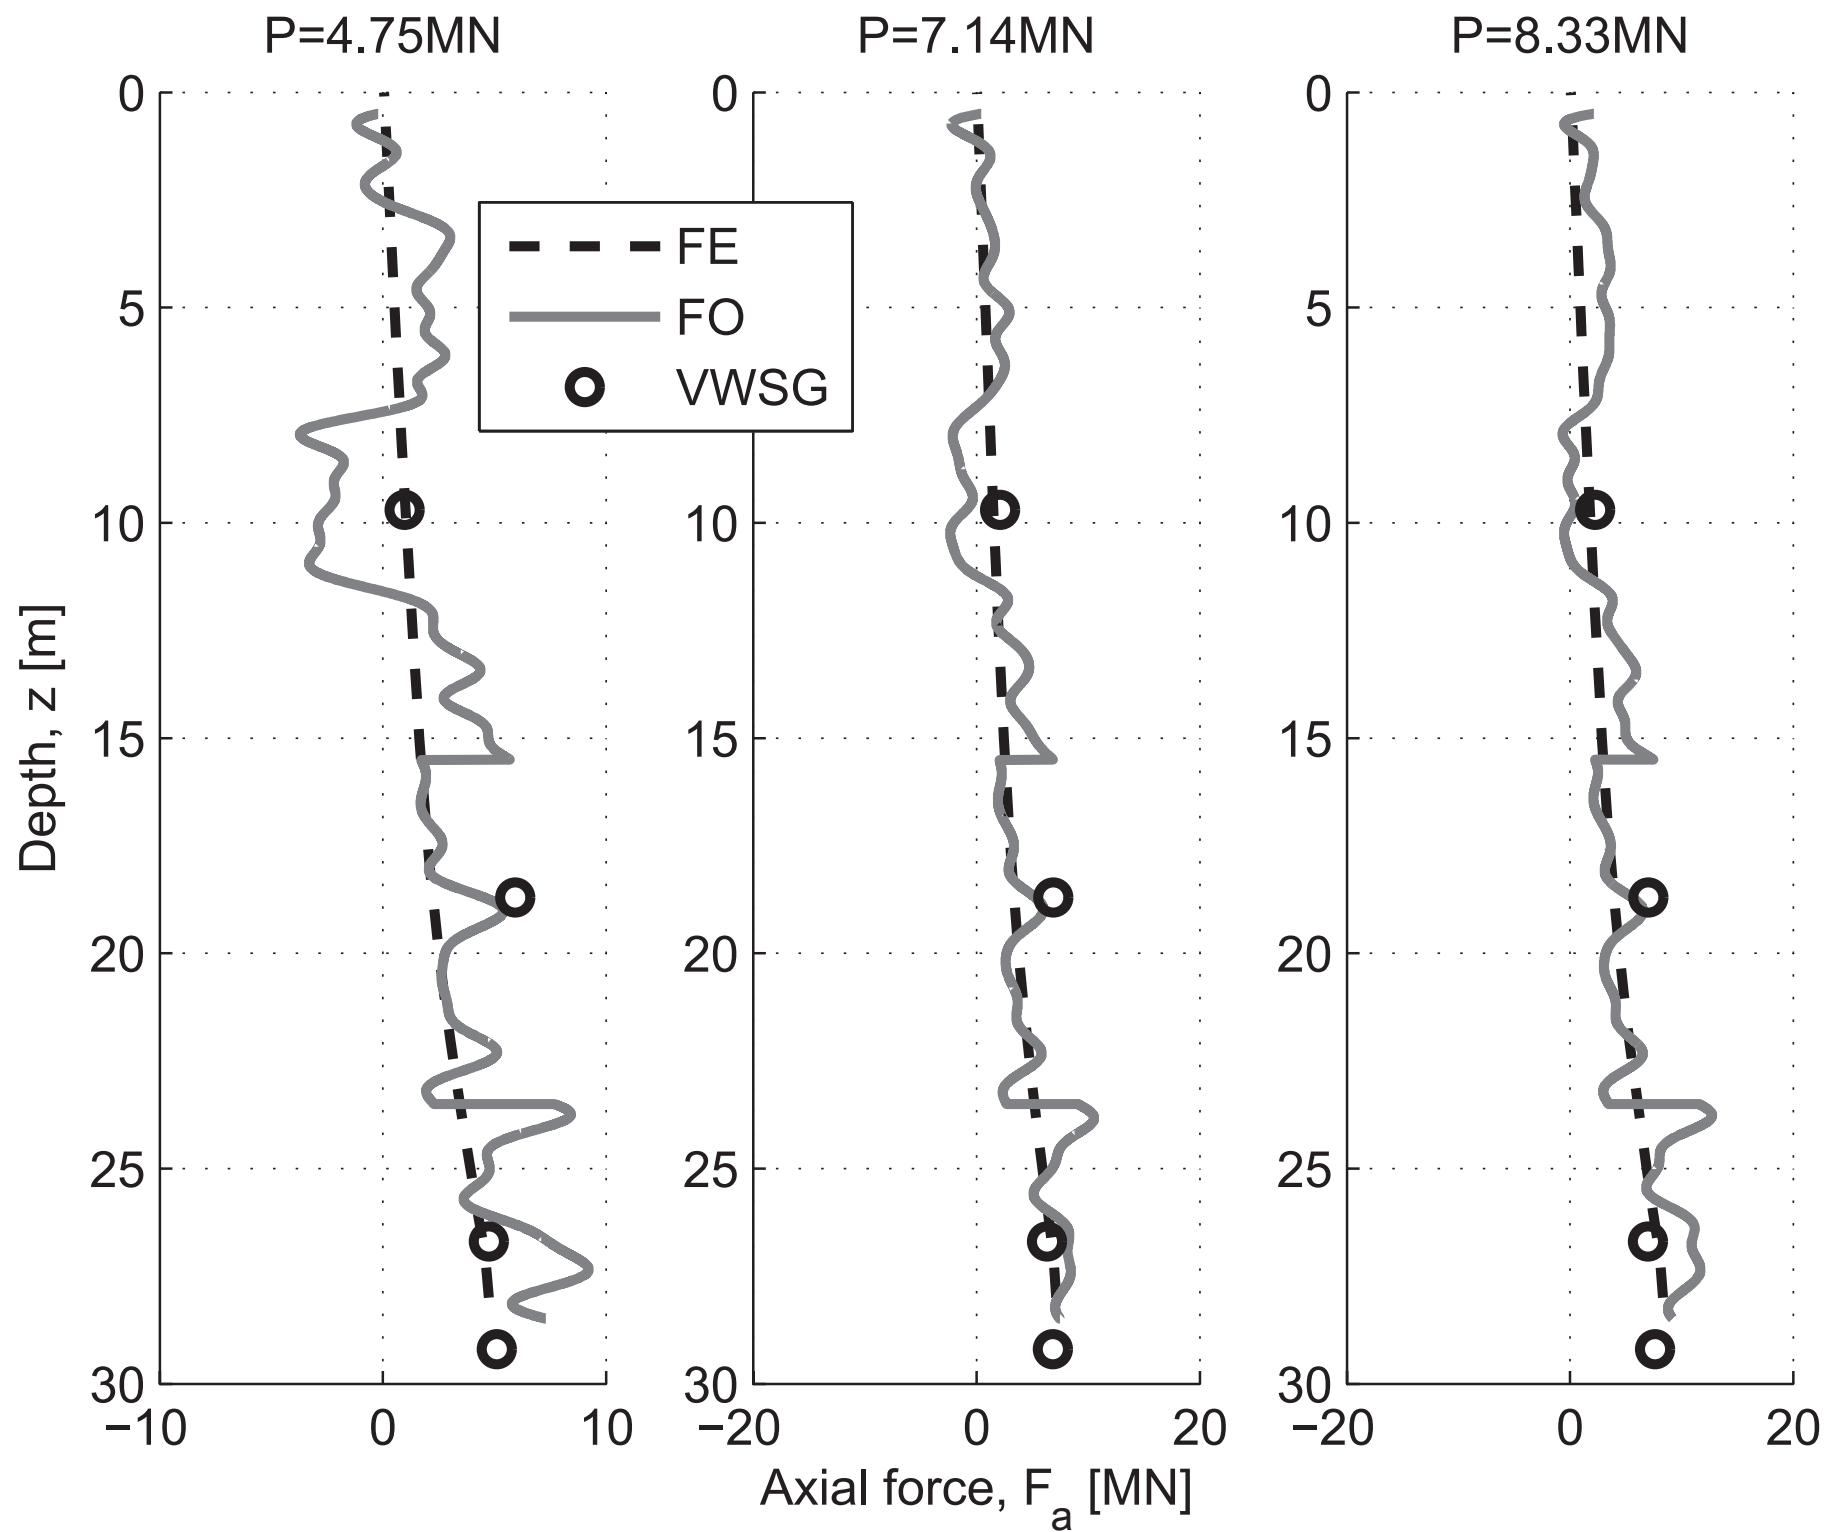 P=4.75MN P=7.14MN P=8.33MN
0 0 0
FE
5 FO 5 5
VWSG
10 10 10
15 15 15
20 20 20
25 25 25
30 30 30
−10 0 10 −20 0 20 −20 0 20
Depth, z [m]
Axial force, Fa [MN]